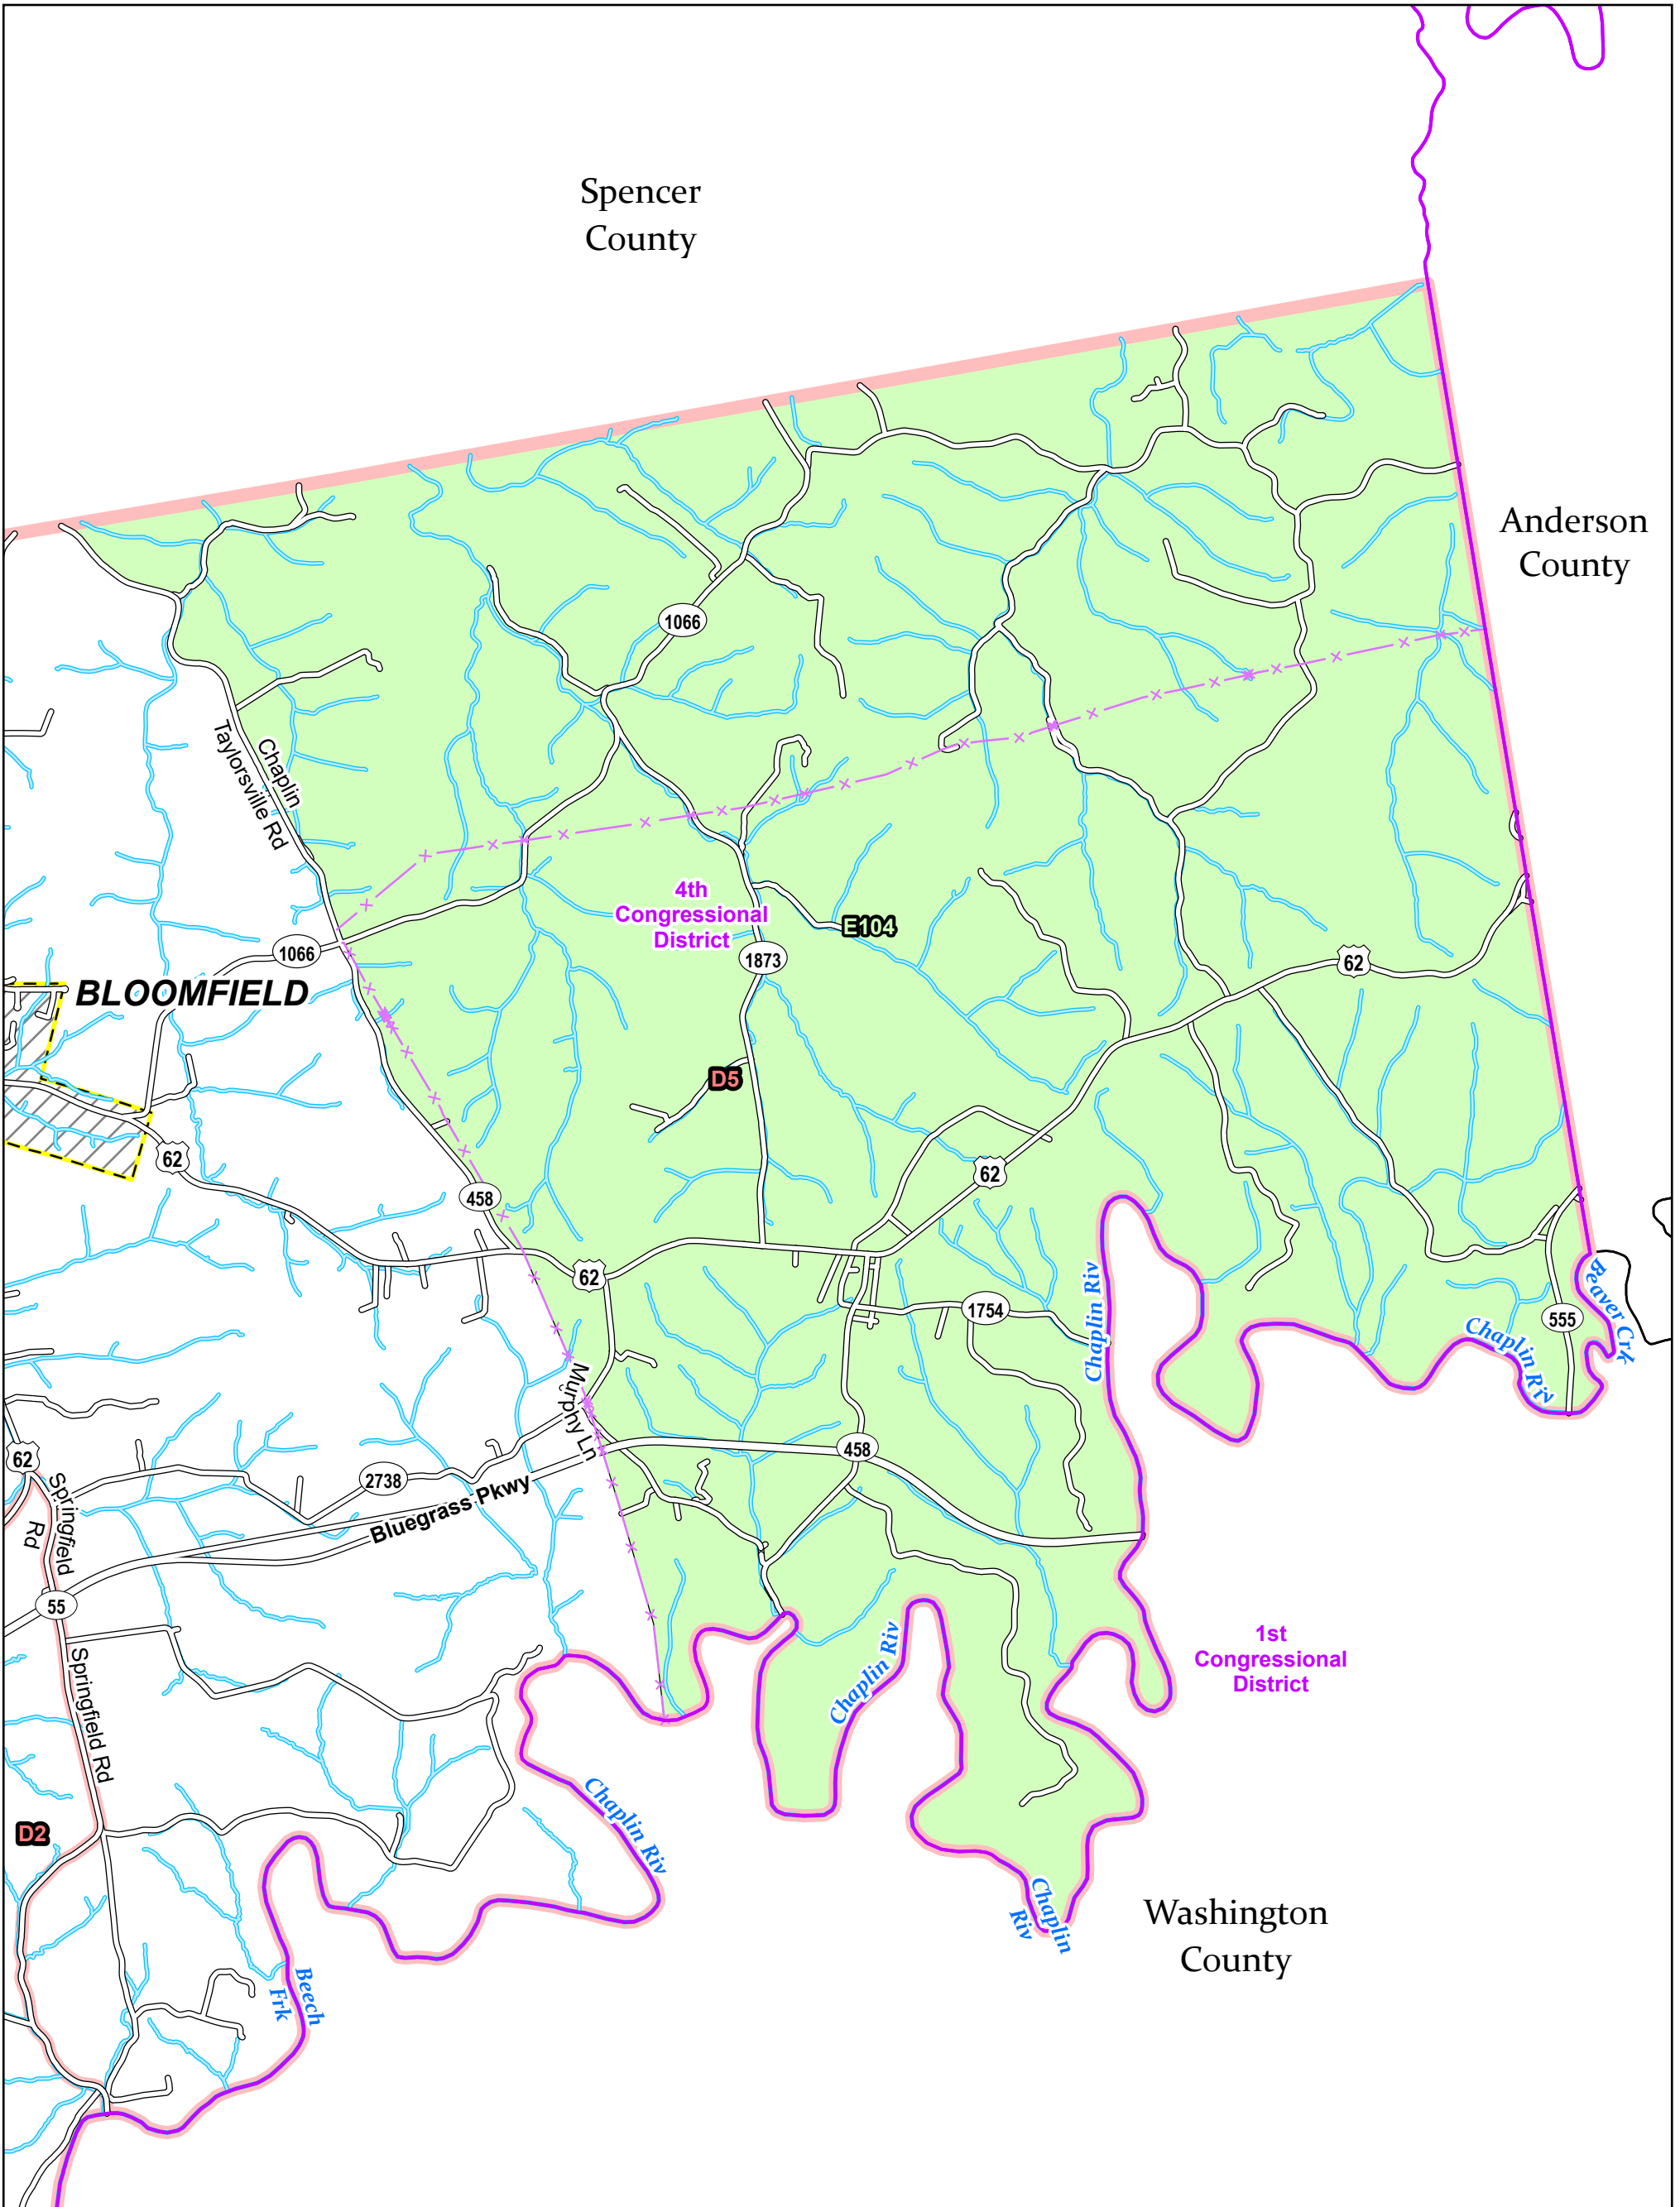 Spencer
County
Anderson
County
1066
Chaplin
Taylorsville Rd
4th
Congressional
District
E104
1873
1066
62
BLOOMFIELD
D5
62
62
458
62
1754
Chaplin Riv
Beaver Crk
555
Chaplin Riv
Murphy Ln
458
62
2738
Springfield
Rd
Bluegrass Pkwy
55
1st
Congressional
District
Chaplin Riv
Springfield Rd
Chaplin Riv
D2
Chaplin
Riv
Washington
County
Beech
Frk